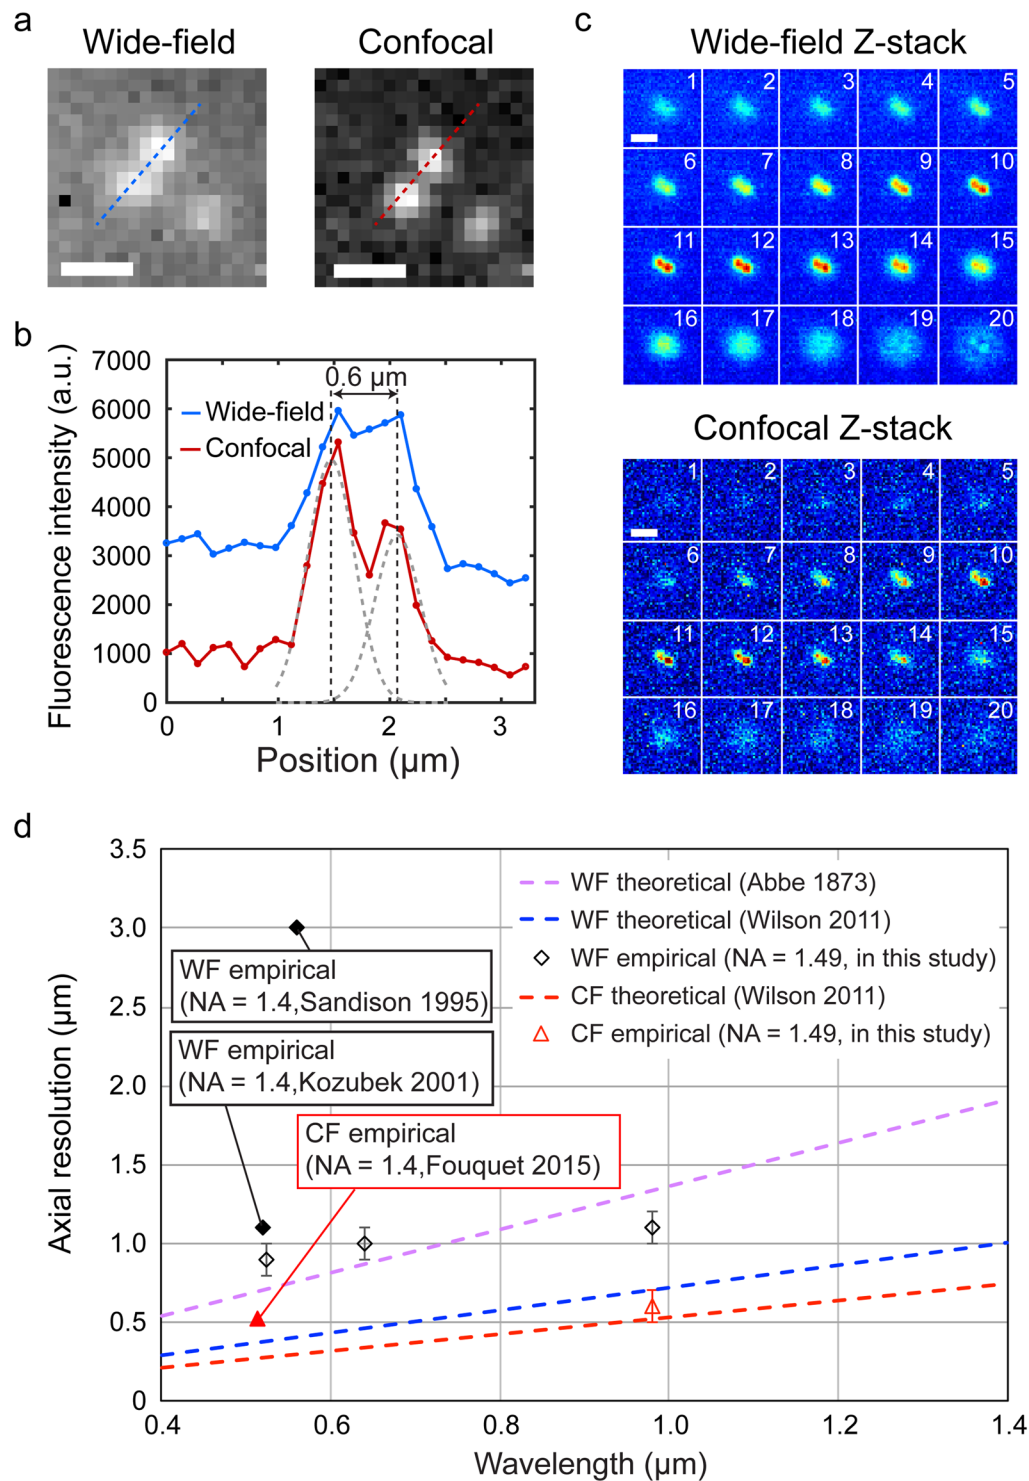 a
Wide-field
Confocal
b
Fluorescence intensity (a.u.)
7000
6000
5000
4000
3000
2000
1000
0
0.6 µm
Wide-field
Confocal
0
1
2
3
Position (µm)
c
Wide-field Z-stack
1 2 3 4 5
6 7 8 9 10
11 12 13 14 15
16 17 18 19 20
Confocal Z-stack
1 2 3 4 5
6 7 8 9 10
11 12 13 14 15
16 17 18 19 20
d
Axial resolution (µm)
3.5
3.0
2.5
2.0
1.5
1.0
0.5
0
WF theoretical (Abbe 1873)
WF theoretical (Wilson 2011)
WF empirical (NA = 1.49, in this study)
CF theoretical (Wilson 2011)
CF empirical (NA = 1.49, in this study)
WF empirical
(NA = 1.4,Sandison 1995)
WF empirical
(NA = 1.4,Kozubek 2001)
CF empirical
(NA = 1.4,Fouquet 2015)
0.4
0.6
0.8
1.0
1.2
1.4
Wavelength (µm)